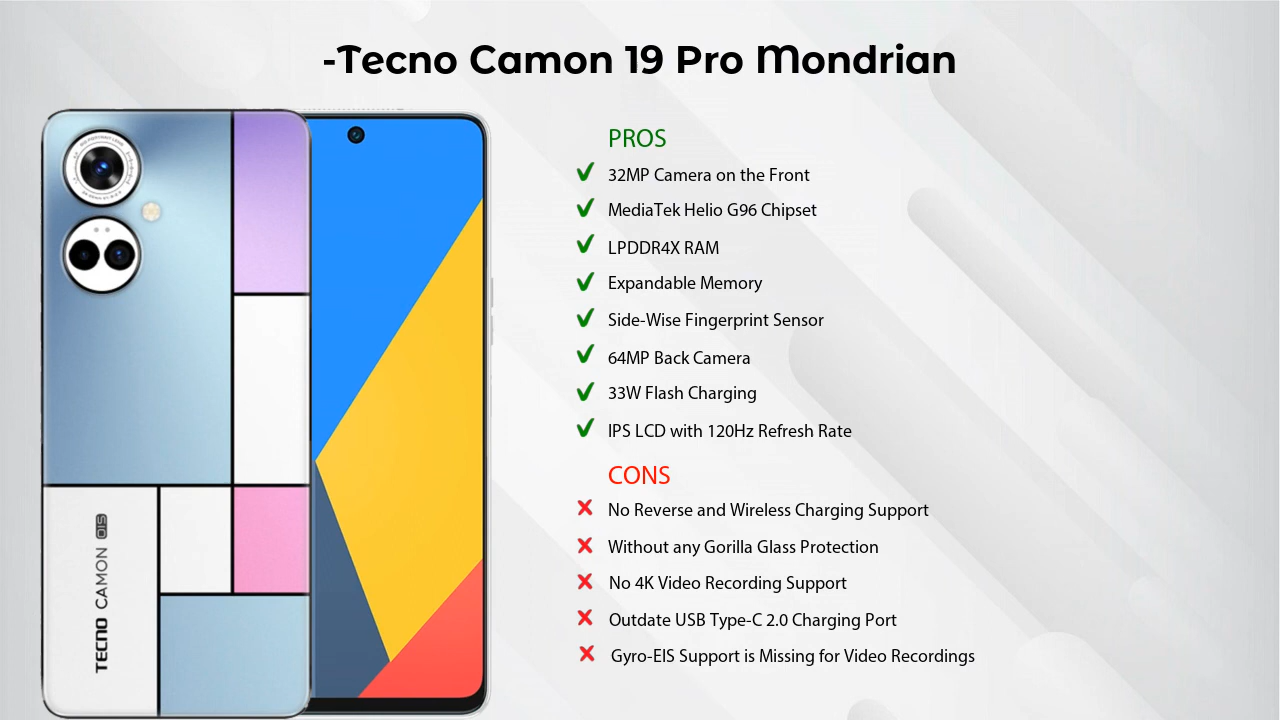 -Tecno Camon 19 Pro Mondrian
PROS
32MP Camera on the Front
MediaTek Helio G96 Chipset
LPDDR4X RAM
Expandable Memory
Side-Wise Fingerprint Sensor
64MP Back Camera
33W Flash Charging
IPS LCD with 120Hz Refresh Rate
CONS
No Reverse and Wireless Charging Support
Without any Gorilla Glass Protection
No 4K Video Recording Support
Outdate USB Type-C 2.0 Charging Port
Gyro-EIS Support is Missing for Video Recordings
TECNO CAMON OIS